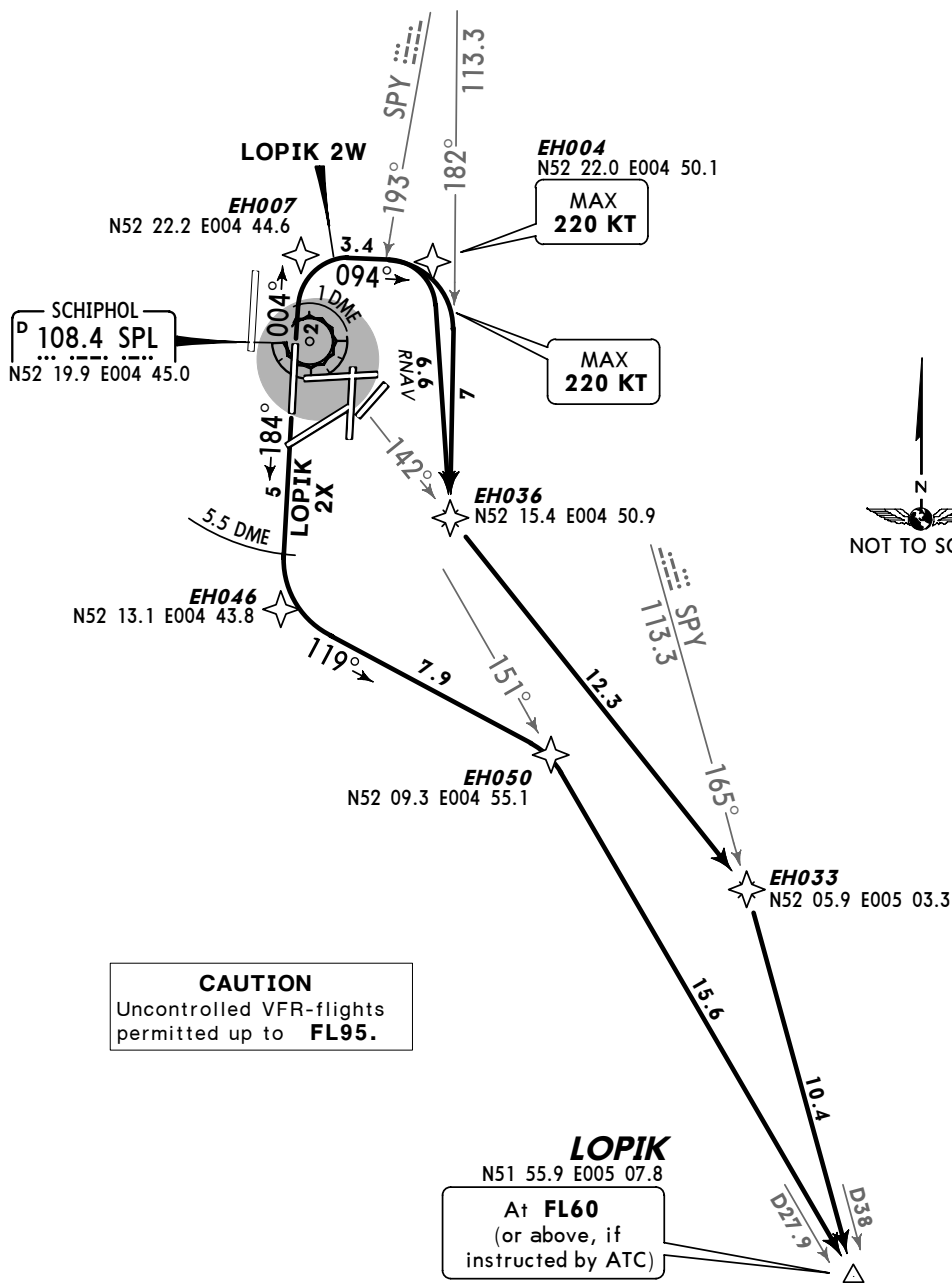 SPY
113.3
193°
182°
LOPIK 2W
EH004
N52 22.0 E004 50.1
MAX
220 KT
EH007
N52 22.2 E004 44.6
3.4
094°
004°
1 DME
2
SCHIPHOL
D 108.4 SPL
N52 19.9 E004 45.0
MAX
220 KT
6.6
RNAV
7
184°
5
LOPIK
2X
142°
EH036
N52 15.4 E004 50.9
N
NOT TO SC
5.5 DME
EH046
N52 13.1 E004 43.8
SPY
113.3
119°
7.9
151°
12.3
165°
EH050
N52 09.3 E004 55.1
EH033
N52 05.9 E005 03.3
CAUTION
Uncontrolled VFR-flights
permitted up to FL95.
15.6
10.4
LOPIK
N51 55.9 E005 07.8
At FL60
(or above, if
instructed by ATC)
D27.9
D38